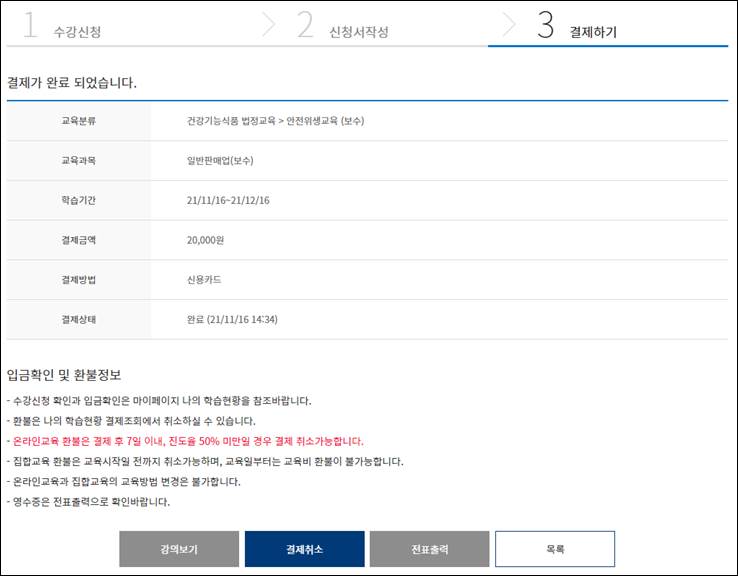 1 수강신청 2 신청서작성 3 결제하기
결제가 완료 되었습니다.
교육분류 건강기능식품 법정교육 > 안전위생교육 (보수)
교육과목 일반판매업(보수)
학습기간 21/11/16~21/12/16
결제금액 20,000원
결제방법 신용카드
결제상태 완료 (21/11/16 14:34)
입금확인 및 환불정보
- 수강신청 확인과 입금확인은 마이페이지 나의 학습현황을 참조바랍니다.
- 환불은 나의 학습현황 결제조회에서 취소하실 수 있습니다.
- 온라인교육 환불은 결제 후 7일 이내, 진도율 50% 미만일 경우 결제 취소가능합니다.
- 집합교육 환불은 교육시작일 전까지 취소가능하며, 교육일부터는 교육비 환불이 불가능합니다.
- 온라인교육과 집합교육의 교육방법 변경은 불가합니다.
- 영수증은 전표출력으로 확인바랍니다.
강의보기 결제취소 전표출력 목록